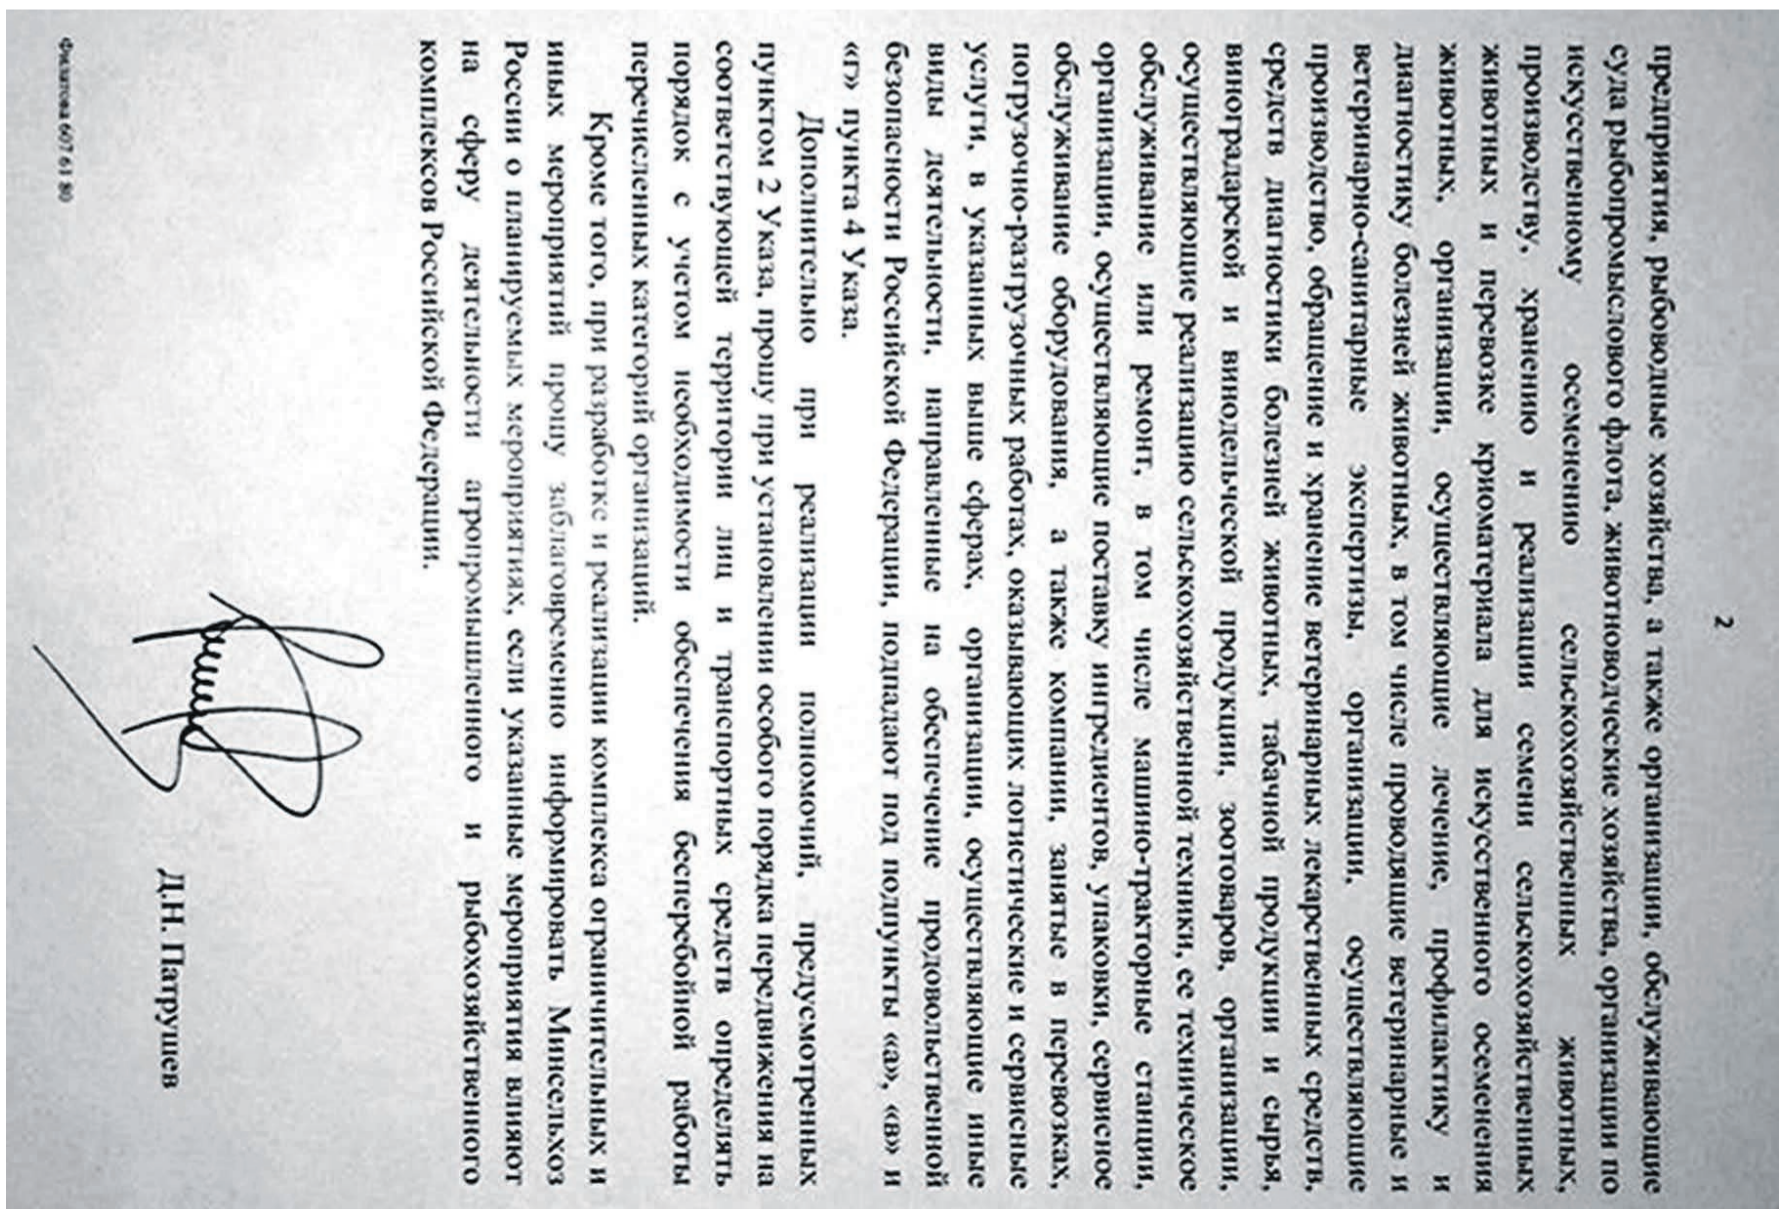 2
предприятия, рыбоводные хозяйства, а также организации, обслуживающие
суда рыбопромыслового флота, животноводческие хозяйства, организации по
искусственному осеменению сельскохозяйственных животных,
производству, хранению и реализации семени сельскохозяйственных
животных и перевозке криоматериала для искусственного осеменения
животных, организации, осуществляющие лечение, профилактику и
диагностику болезней животных, в том числе проводящие ветеринарные и
ветеринарно-санитарные экспертизы, организации, осуществляющие
производство, обращение и хранение ветеринарных лекарственных средств,
средств диагностики болезней животных, табачной продукции и сырья,
виноградарской и винодельческой продукции, зоотоваров, организации,
осуществляющие реализацию сельскохозяйственной техники, ее техническое
обслуживание или ремонт, в том числе машино-тракторные станции,
организации, осуществляющие поставку ингредиентов, упаковки, сервисное
обслуживание оборудования, а также компании, занятые в перевозках,
погрузочно-разгрузочных работах, оказывающих логистические и сервисные
услуги, в указанных выше сферах, организации, осуществляющие иные
виды деятельности, направленные на обеспечение продовольственной
безопасности Российской Федерации, подпадают под подпункты «а», «в» и
«г» пункта 4 Указа.
Дополнительно при реализации полномочий, предусмотренных
пунктом 2 Указа, прошу при установлении особого порядка передвижения на
соответствующей территории лиц и транспортных средств определять
порядок с учетом необходимости обеспечения бесперебойной работы
перечисленных категорий организаций.
Кроме того, при разработке и реализации комплекса ограничительных и
иных мероприятий прошу заблаговременно информировать Минсельхоз
России о планируемых мероприятиях, если указанные мероприятия влияют
на сферу деятельности агропромышленного и рыбохозяйственного
комплексов Российской Федерации.
Д.Н. Патрушев
Филатова 607 61 80